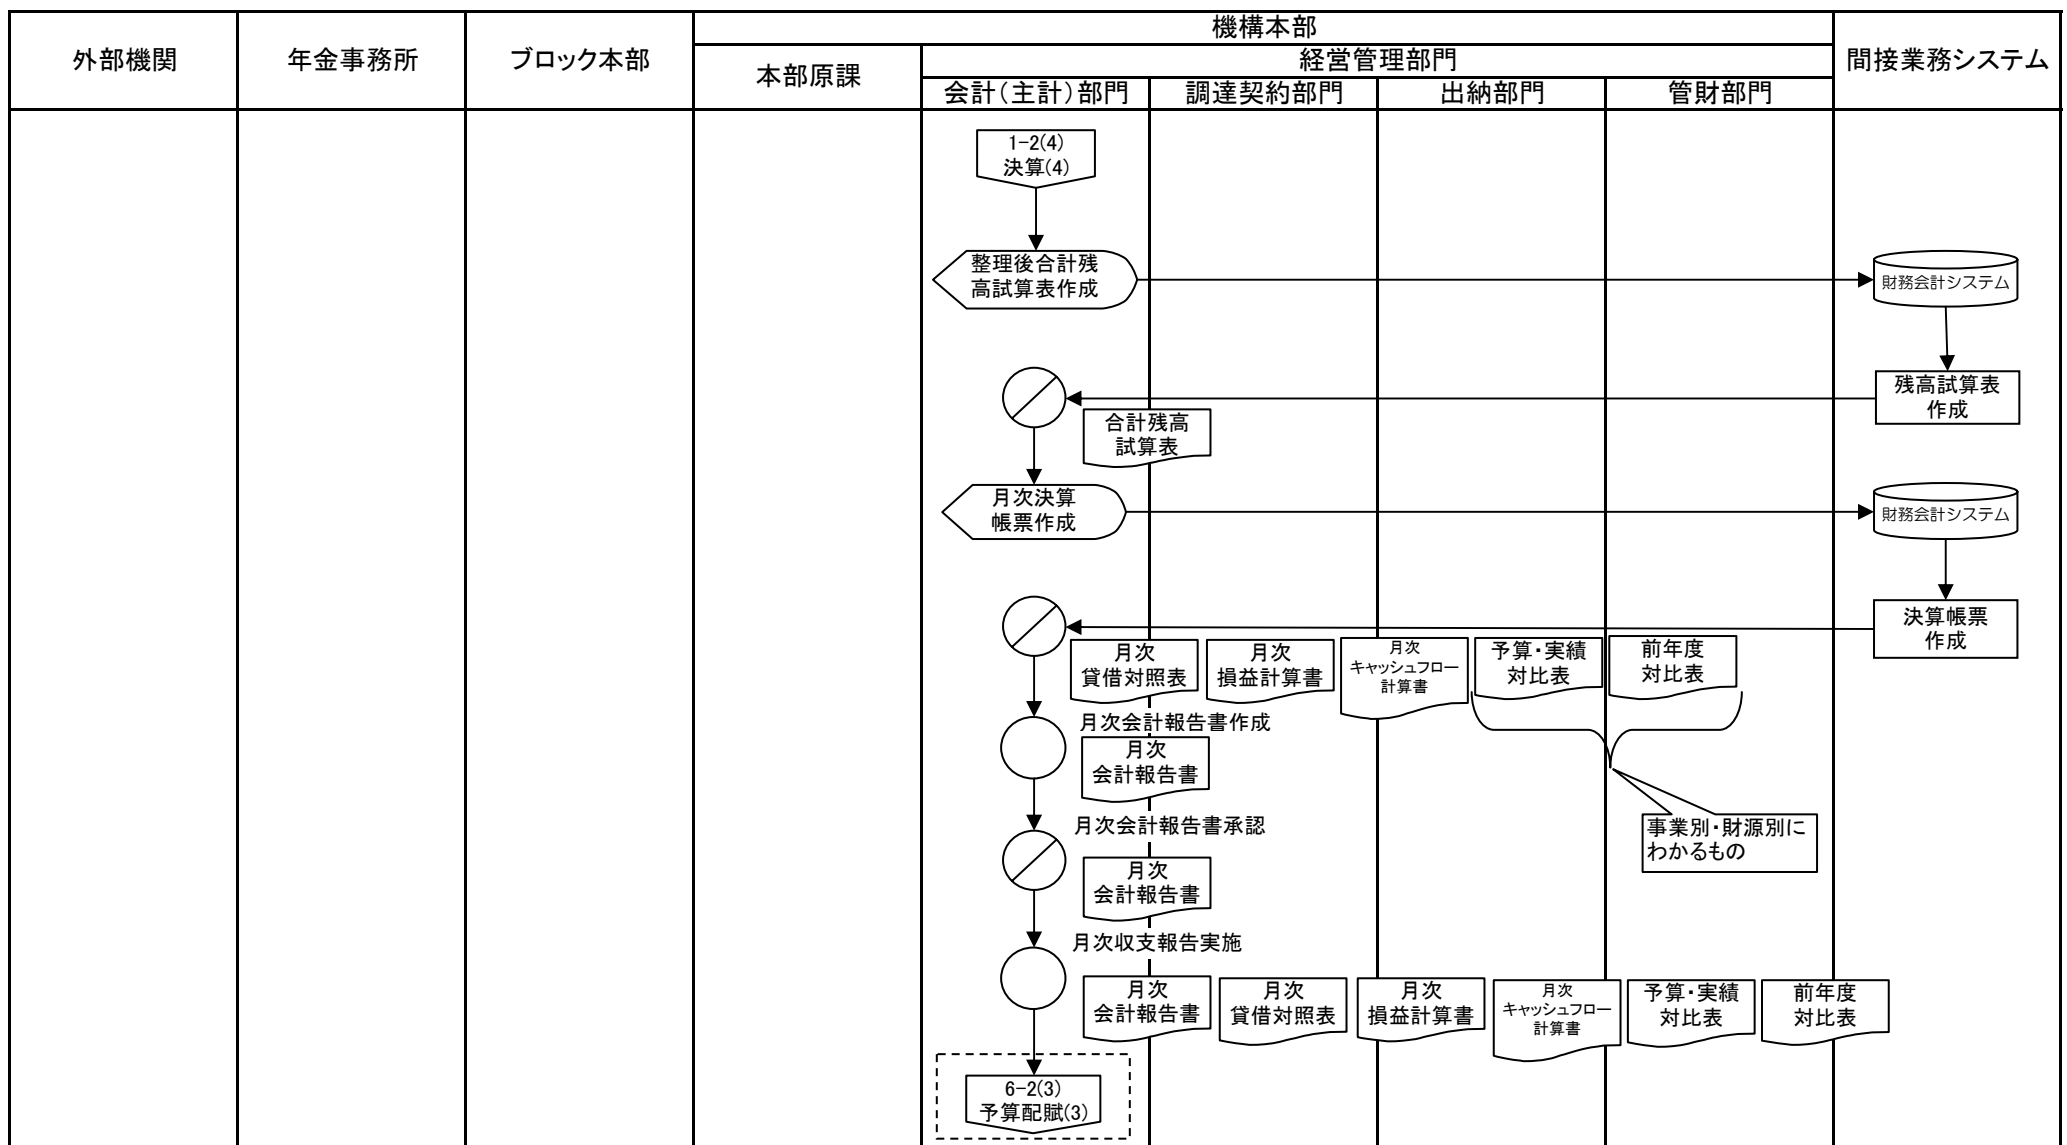 機構本部
外部機関
年金事務所
ブロック本部
本部原課
経営管理部門
間接業務システム
会計(主計)部門
調達契約部門
出納部門
管財部門
1-2(4)
決算(4)
整理後合計残
高試算表作成
財務会計システム
残高試算表
作成
合計残高
試算表
月次決算
帳票作成
財務会計システム
決算帳票
作成
月次
貸借対照表
月次
損益計算書
月次
キャッシュフロー
計算書
予算・実績
対比表
前年度
対比表
月次会計報告書作成
月次
会計報告書
事業別・財源別に
わかるもの
月次会計報告書承認
月次
会計報告書
月次収支報告実施
月次
会計報告書
月次
貸借対照表
月次
損益計算書
月次
キャッシュフロー
計算書
予算・実績
対比表
前年度
対比表
6-2(3)
予算配賦(3)